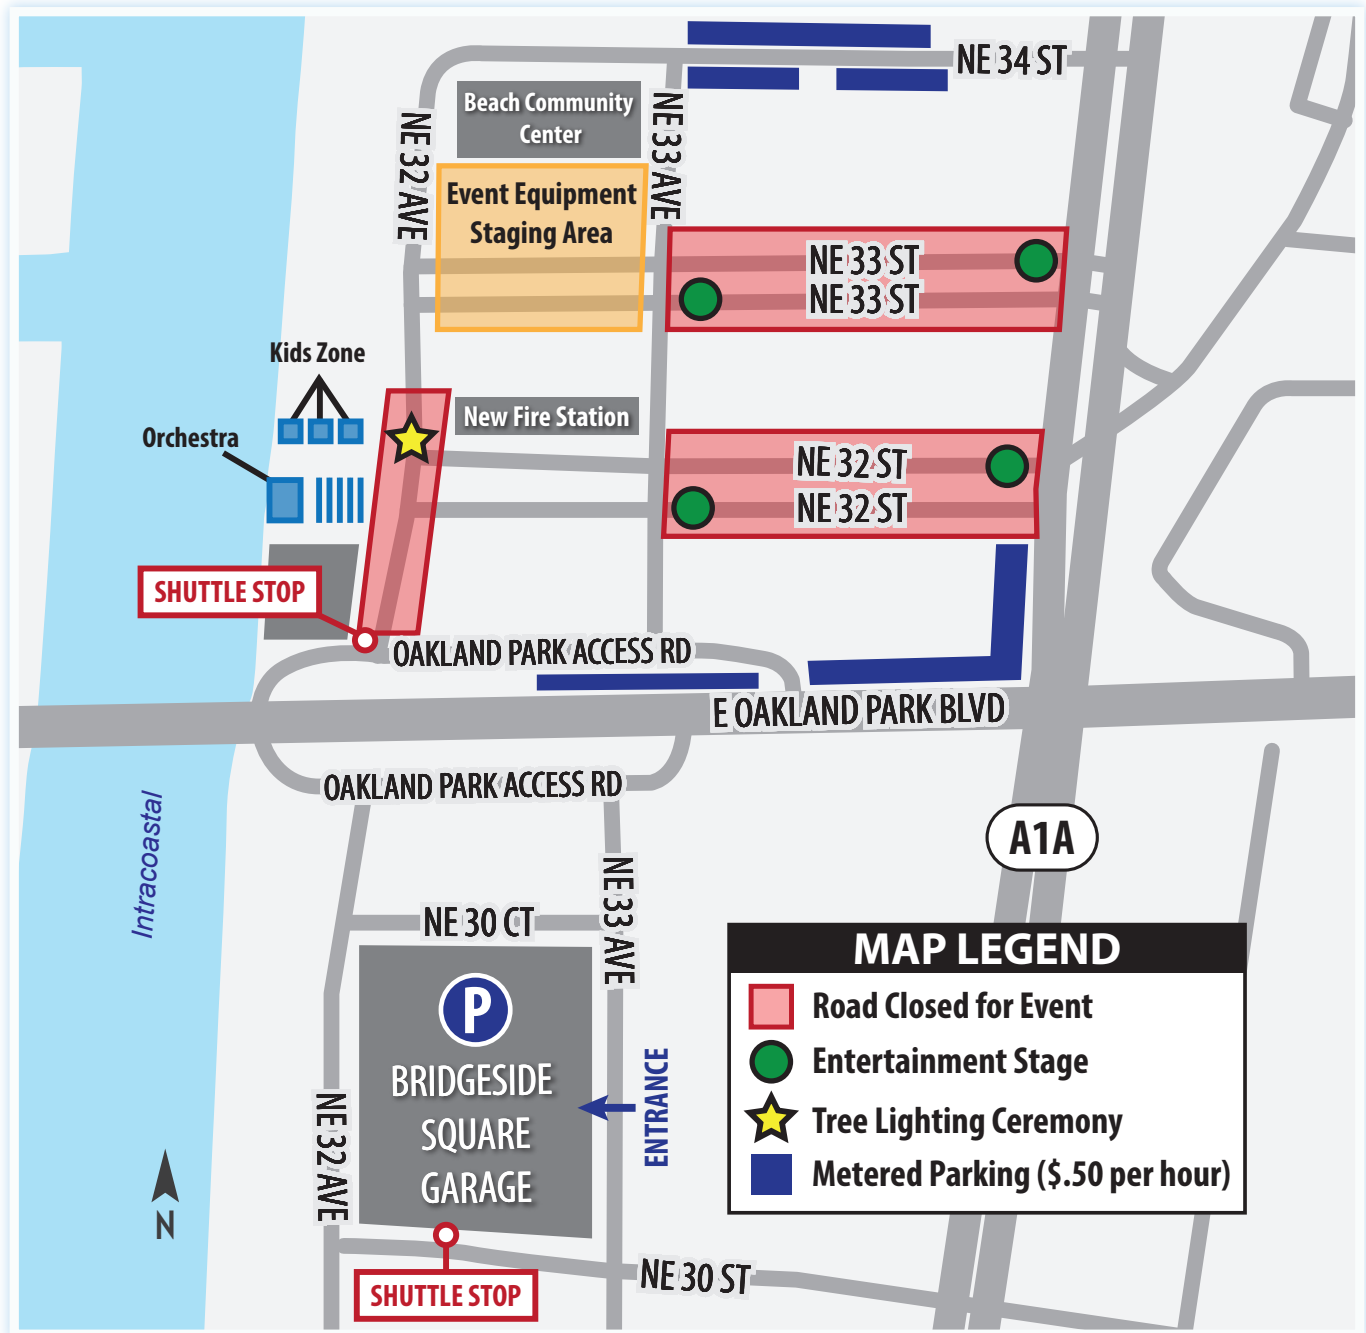 NE 34 ST
Beach Community
Center
NE 32 AVE
NE 33 AVE
Event Equipment
Staging Area
NE 33 ST
NE 33 ST
Kids Zone
Orchestra
New Fire Station
NE 32 ST
NE 32 ST
SHUTTLE STOP
OAKLAND PARK ACCESS RD
E OAKLAND PARK BLVD
OAKLAND PARK ACCESS RD
Intracoastal
A1A
NE 33 AVE
NE 30 CT
P
BRIDGESIDE
SQUARE
GARAGE
ENTRANCE
NE 32 AVE
N
SHUTTLE STOP
NE 30 ST
MAP LEGEND
Road Closed for Event
Entertainment Stage
Tree Lighting Ceremony
Metered Parking ($.50 per hour)